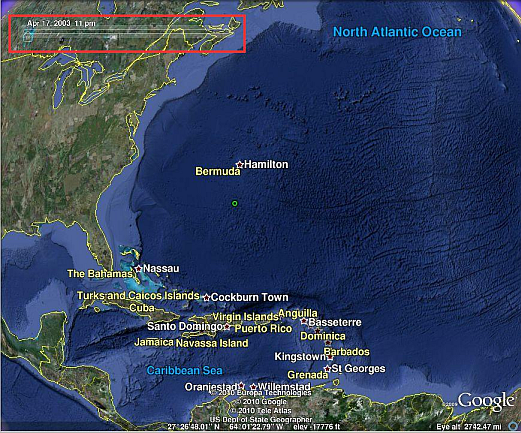 Apr 17, 2003 11 pm
North Atlantic Ocean
Hamilton
Bermuda
Nassau
The Bahamas
Turks and Caicos Islands
Cockburn Town
Cuba
Virgin Islands
Anguilla
Basseterre
Santo Domingo
Puerto Rico
Dominica
Jamaica
Navassa Island
Barbados
Kingstown
Caribbean Sea
St Georges
Grenada
Oranjestad
Willemstad
© 2010 Europa Technologies
© 2010 Google
© 2010 Tele Atlas
US Dept of State Geographer
©2009 Google
27°26'48.01" N 64°01'22.79" W elev -17776 ft Eye alt 2742.47 mi